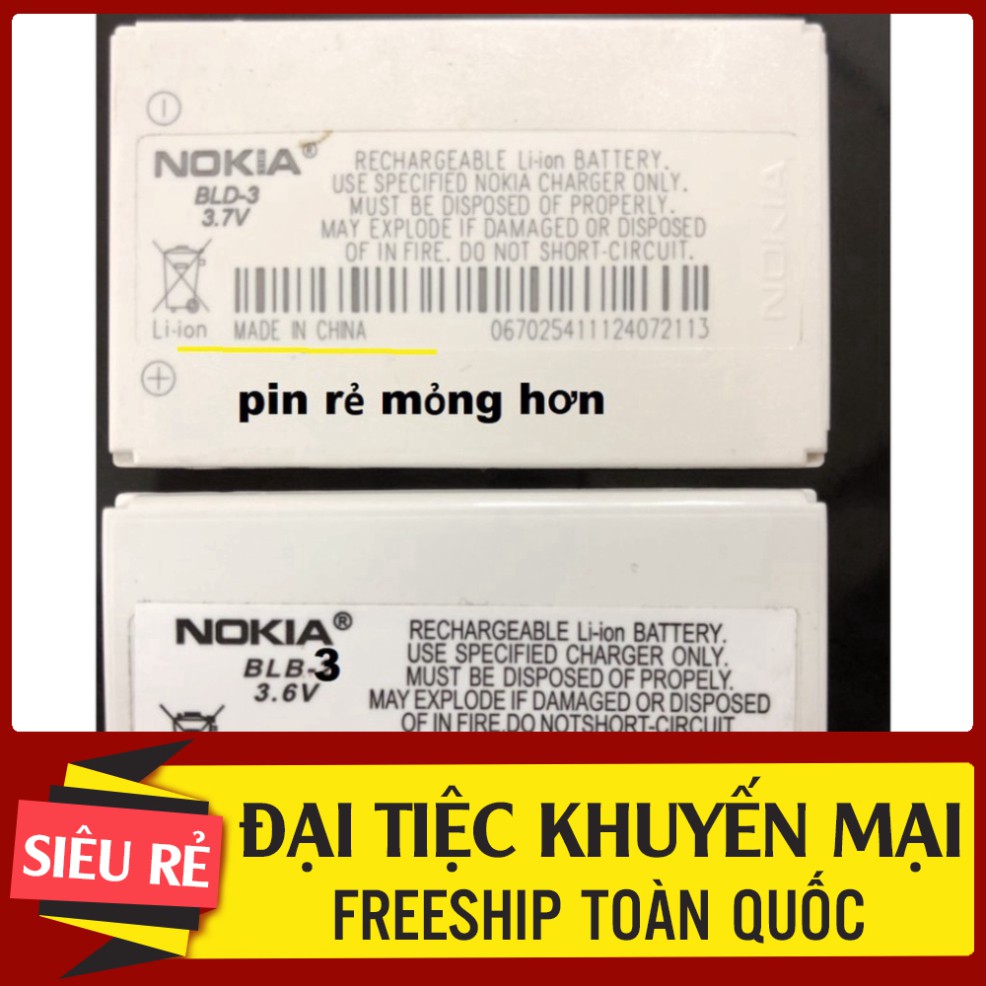 NOKIA®
BLD-3
3.7V
RECHARGEABLE Li-ion BATTERY.
USE SPECIFIED NOKIA CHARGER ONLY.
MUST BE DISPOSED OF PROPERLY.
MAY EXPLODE IF DAMAGED OR DISPOSED
OF IN FIRE. DO NOT SHORT-CIRCUIT.
NOKIA
Li-ion MADE IN CHINA 0670254111124072113
pin rẻ mỏng hơn
NOKIA®
BLB-3
3.6V
RECHARGEABLE Li-ion BATTERY.
USE SPECIFIED CHARGER ONLY.
MUST BE DISPOSED OF PROPELY.
MAY EXPLODE IF DAMAGED OR DISPOSED
OF IN FIRE.DO NOTSHORT-CIRCUIT
SIÊU RẺ
ĐẠI TIỆC KHUYẾN MẠI
FREESHIP TOÀN QUỐC